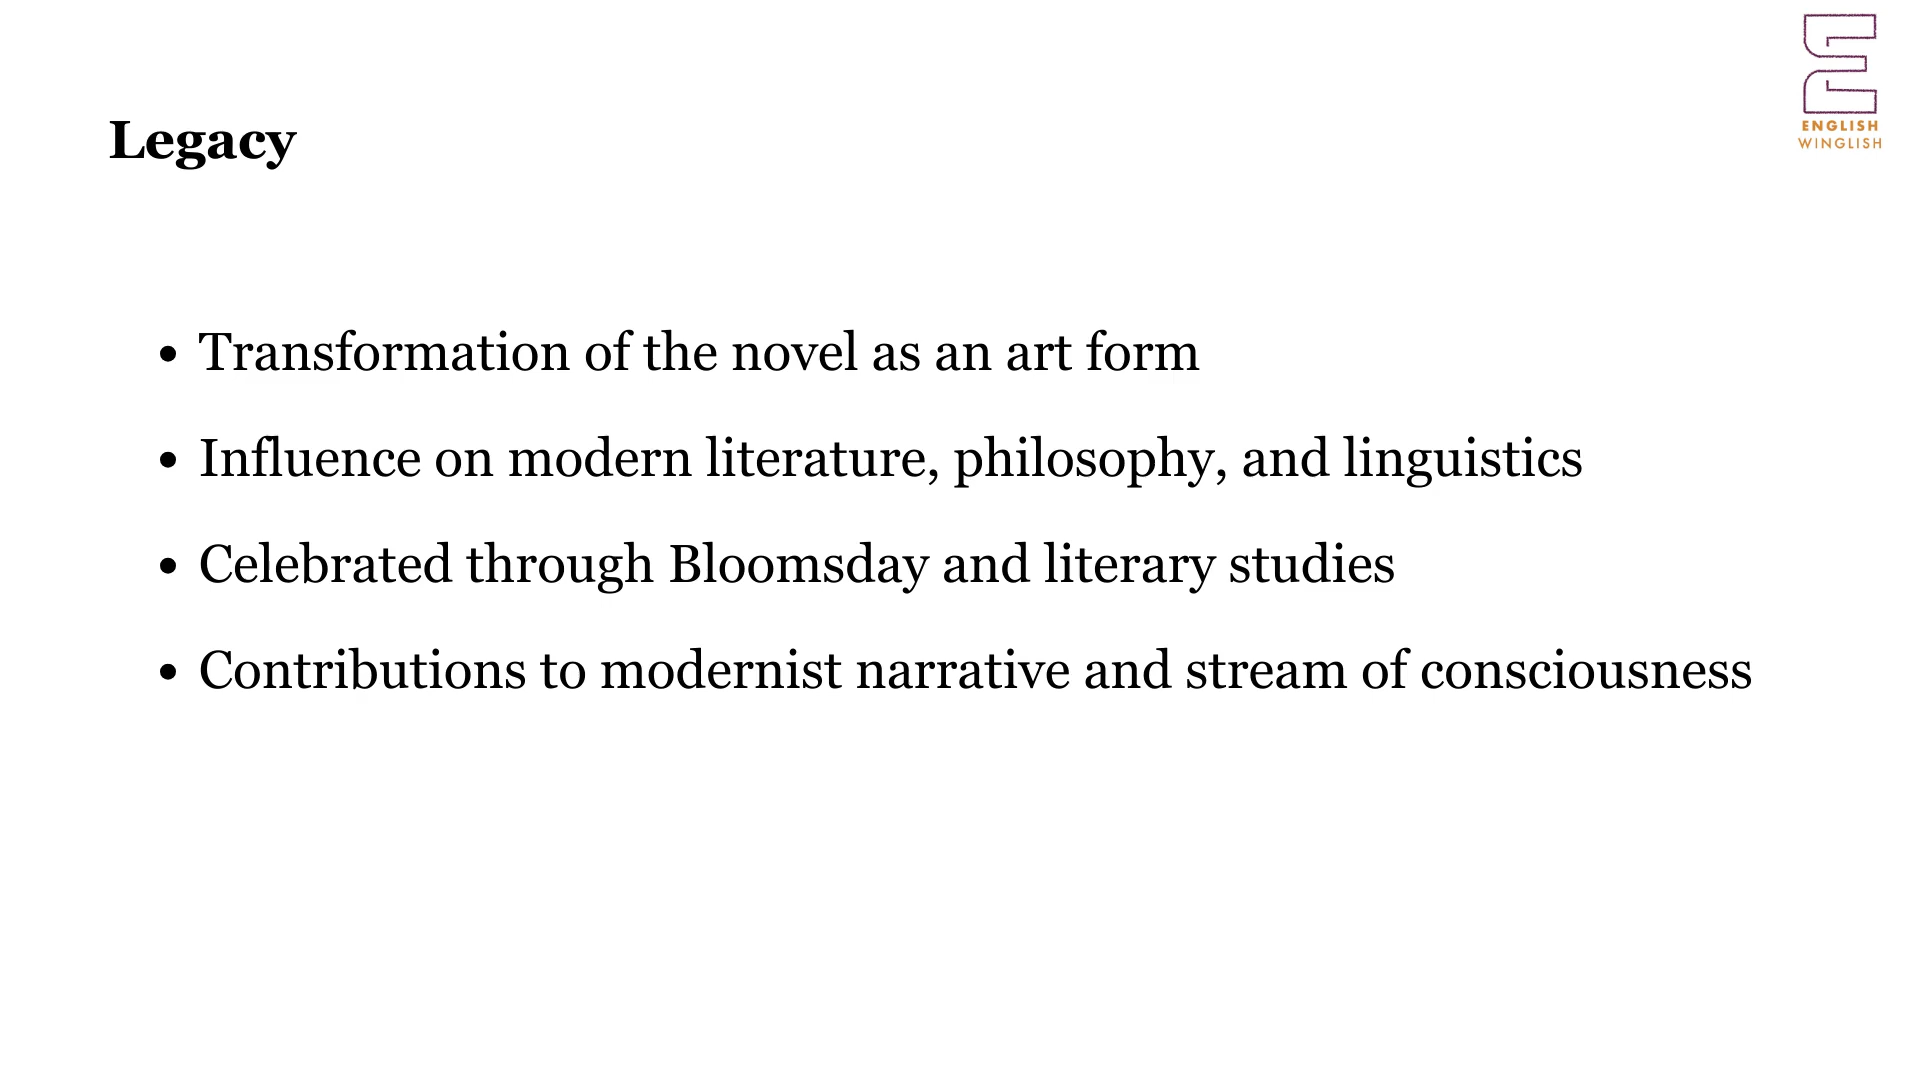 ENGLISH
WINGLISH
Legacy
• Transformation of the novel as an art form
• Influence on modern literature, philosophy, and linguistics
• Celebrated through Bloomsday and literary studies
• Contributions to modernist narrative and stream of consciousness